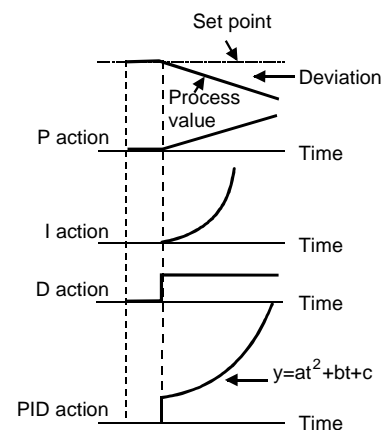 Set point
Deviation
Process
value
P action
Time
I action
Time
D action
Time
y=at²+bt+c
PID action
Time